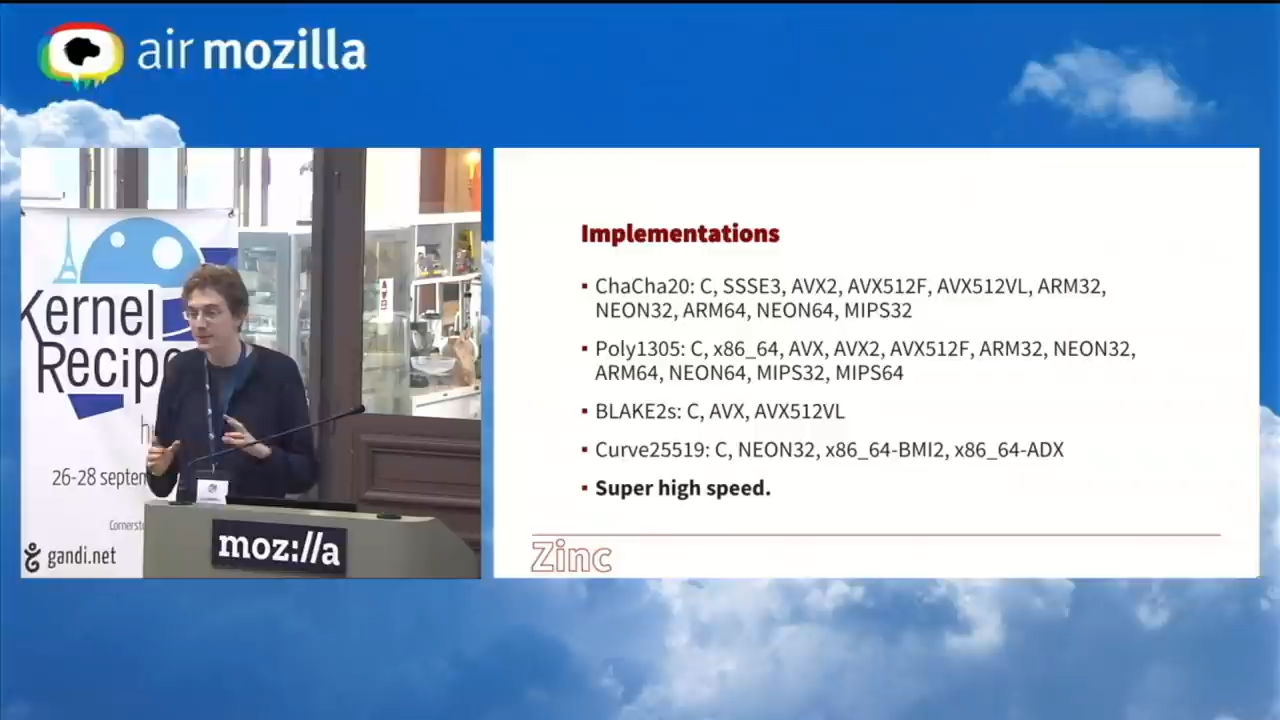 air mozilla
Kernel
Recip
h
26-28 septem
Cornerst
gandi.net
moz://a
Implementations
▪ ChaCha20: C, SSSE3, AVX2, AVX512F, AVX512VL, ARM32,
NEON32, ARM64, NEON64, MIPS32
▪ Poly1305: C, x86_64, AVX, AVX2, AVX512F, ARM32, NEON32,
ARM64, NEON64, MIPS32, MIPS64
▪ BLAKE2s: C, AVX, AVX512VL
▪ Curve25519: C, NEON32, x86_64-BMI2, x86_64-ADX
▪ Super high speed.
Zinc